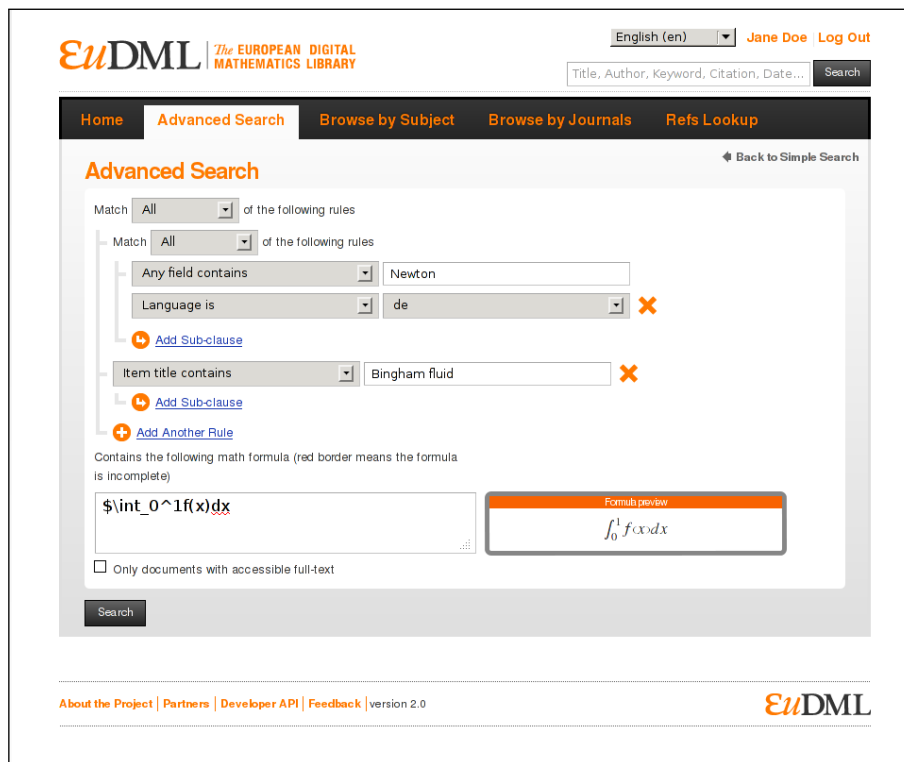 EuDML The EUROPEAN DIGITAL MATHEMATICS LIBRARY
English (en) Jane Doe Log Out
Title, Author, Keyword, Citation, Date... Search
Home Advanced Search Browse by Subject Browse by Journals Refs Lookup
Back to Simple Search
Advanced Search
Match All of the following rules
Match All of the following rules
Any field contains Newton
Language is de
Add Sub-clause
Item title contains Bingham fluid
Add Sub-clause
Add Another Rule
Contains the following math formula (red border means the formula
is incomplete)
$\int_0^1f(x)dx
Formula preview
∫₀¹ f(x)dx
Only documents with accessible full-text
Search
About the Project | Partners | Developer API | Feedback | version 2.0
EuDML